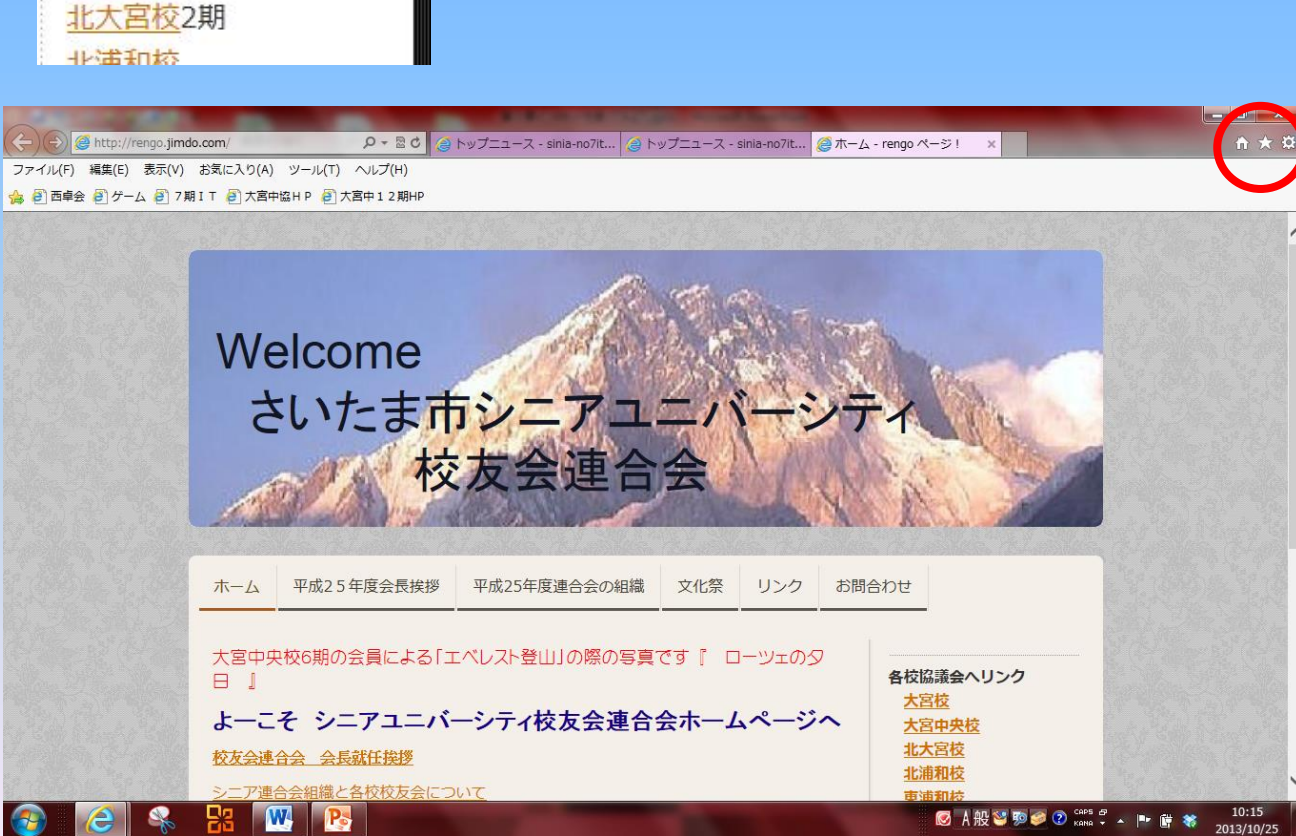 北大宮校2期
北浦和校
http://rengo.jimdo.com/
トップニュース - sinia-no7it...
トップニュース - sinia-no7it...
ホーム - rengo ページ！
ファイル(F) 編集(E) 表示(V) お気に入り(A) ツール(T) ヘルプ(H)
西卓会 ゲーム 7期ＩＴ 大宮中協ＨＰ 大宮中１２期HP
Welcome
さいたま市シニアユニバーシティ
校友会連合会
ホーム 平成2５年度会長挨拶 平成25年度連合会の組織 文化祭 リンク お問合わせ
大宮中央校6期の会員による「エベレスト登山」の際の写真です『　ローツェの夕
日　』
よーこそ シニアユニバーシティ校友会連合会ホームページへ
校友会連合会　会長就任挨拶
シニア連合会組織と各校校友会について
各校協議会へリンク
大宮校
大宮中央校
北大宮校
北浦和校
東浦和校
A 般
CAPS
KANA
10:15
2013/10/25